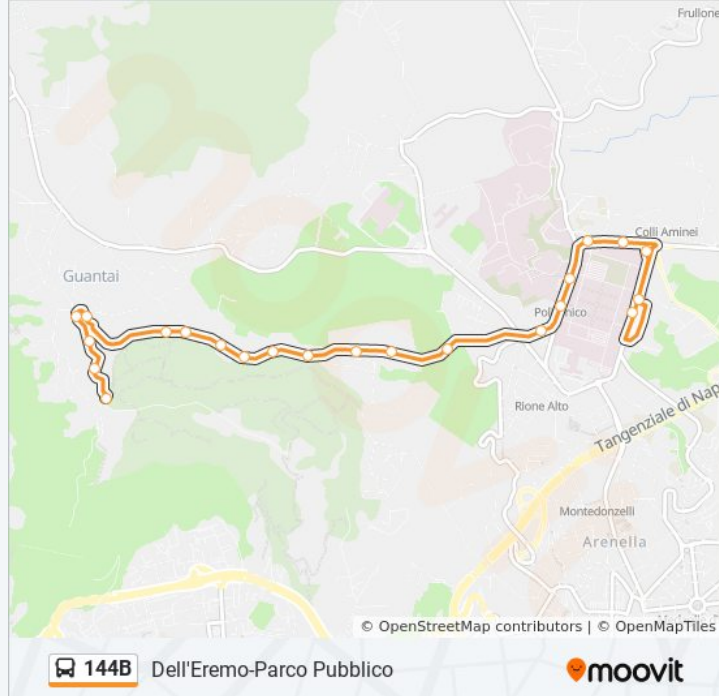 Frullone
Colli Aminei
Guantai
Policlinico
Rione Alto
Tangenziale di Nap
Montedonzelli
Arenella
© OpenStreetMap contributors | © OpenMapTiles
144B Dell'Eremo-Parco Pubblico
moovit